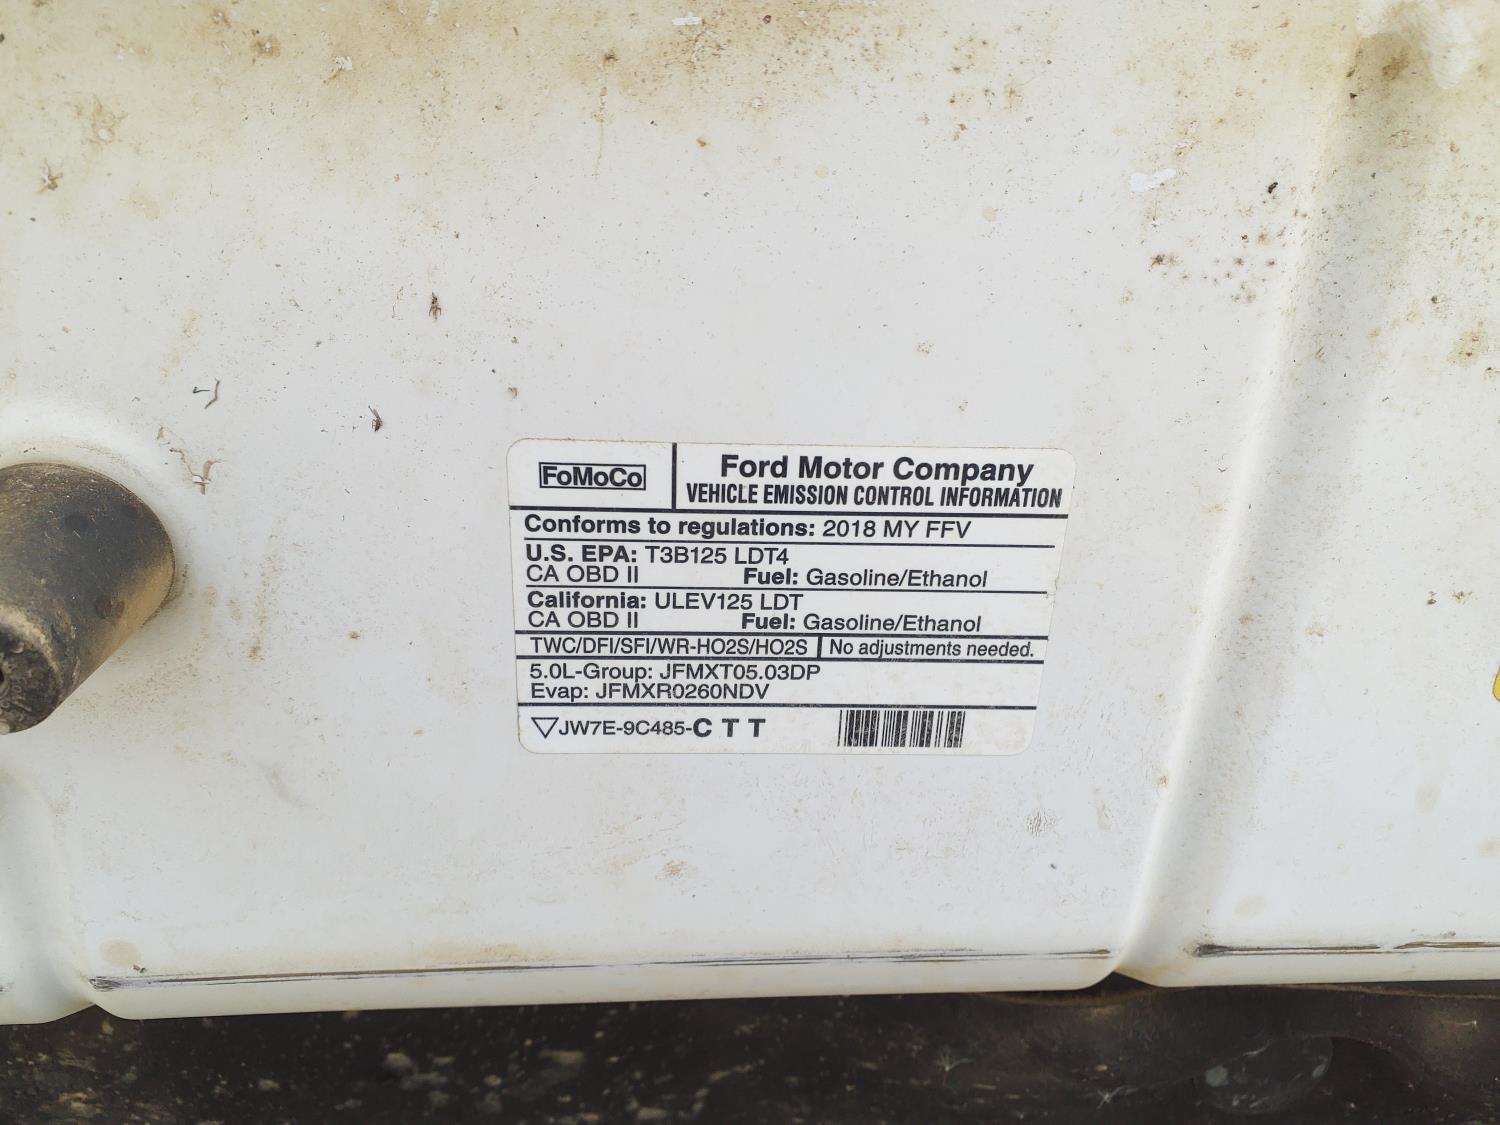 FoMoCo
Ford Motor Company
VEHICLE EMISSION CONTROL INFORMATION
Conforms to regulations: 2018 MY FFV
U.S. EPA: T3B125 LDT4
CA OBD II Fuel: Gasoline/Ethanol
California: ULEV125 LDT
CA OBD II Fuel: Gasoline/Ethanol
TWC/DFI/SFI/WR-HO2S/HO2S No adjustments needed.
5.0L-Group: JFMXT05.03DP
Evap: JFMXR0260NDV
JW7E-9C485-C T T